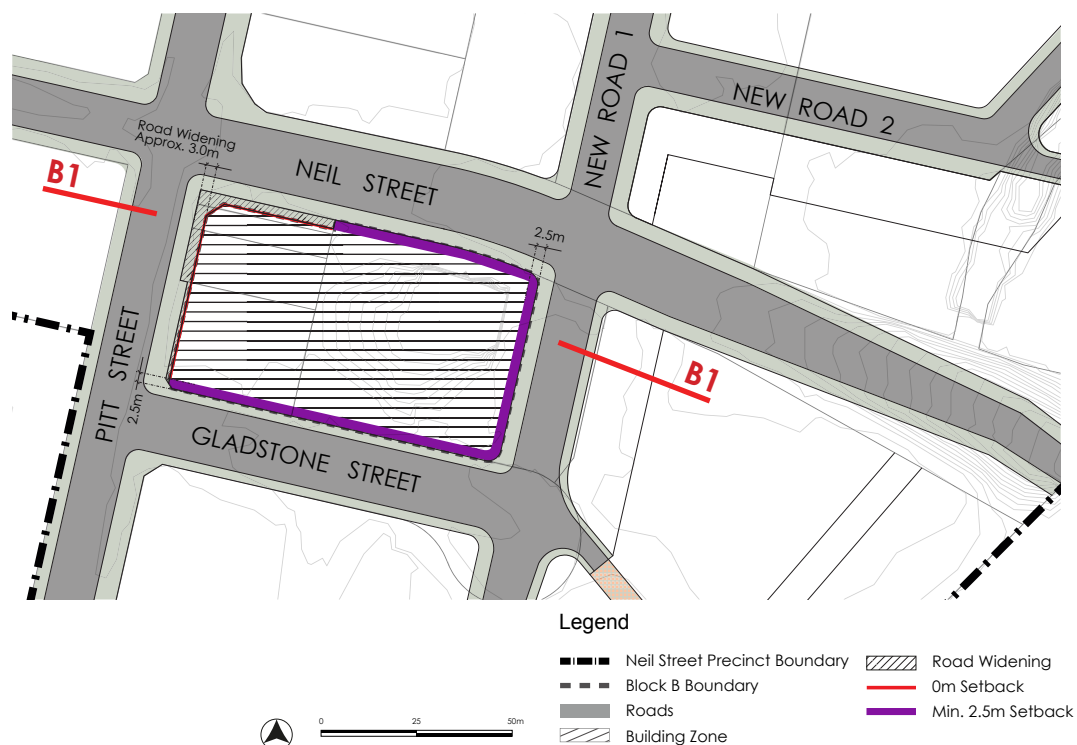 NEW ROAD 1
NEW ROAD 2
Road Widening
Approx. 3.0m
NEIL STREET
B1
2.5m
PITT STREET
2.5m
B1
GLADSTONE STREET
Legend
Neil Street Precinct Boundary
Block B Boundary
Roads
Building Zone
Road Widening
0m Setback
Min. 2.5m Setback
0 25 50m